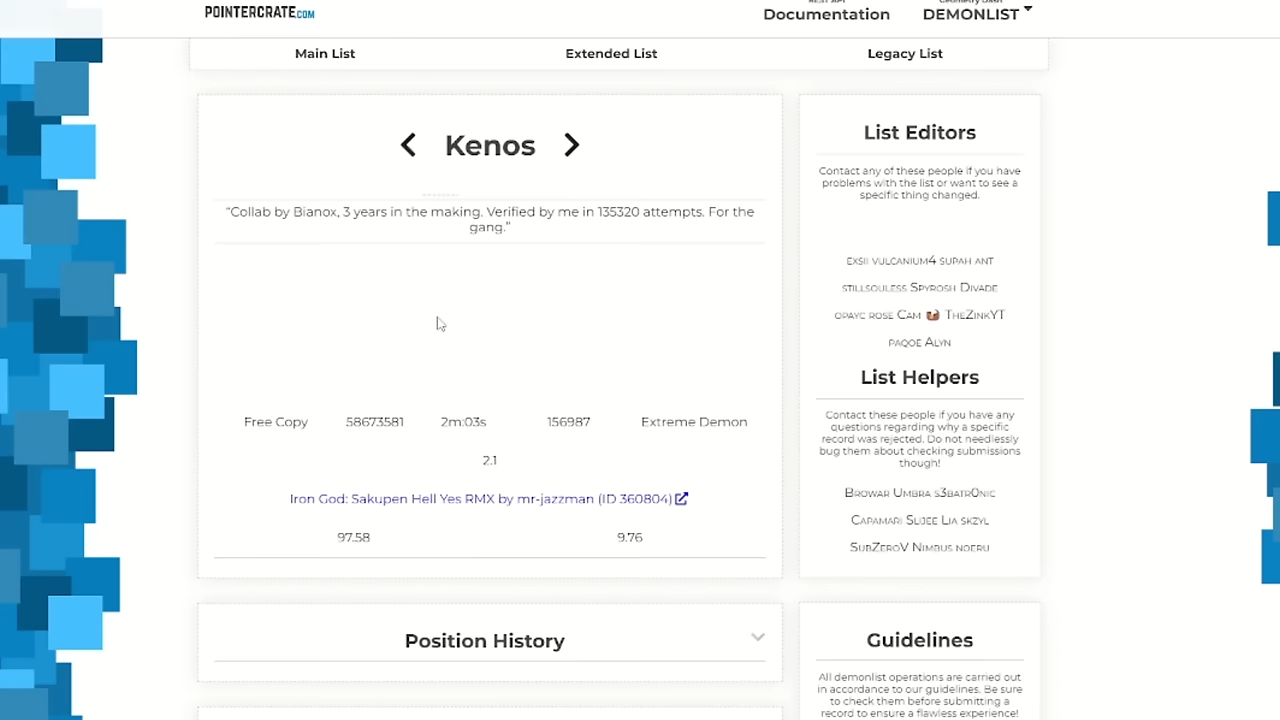 POINTERCRATE.COM
Documentation
Geometry Dash
DEMONLIST
Main List
Extended List
Legacy List
Kenos
“Collab by Bianox, 3 years in the making. Verified by me in 135320 attempts. For the
gang.”
Free Copy 58673581 2m:03s 156987 Extreme Demon
2.1
Iron God: Sakupen Hell Yes RMX by mr-jazzman (ID 360804)
97.58 9.76
Position History
List Editors
Contact any of these people if you have
problems with the list or want to see a
specific thing changed.
exsii vulcanium4 supah ant
stillsouless Spyrosh Divade
opayc rose Cam 🐌 TheZinkYT
paqoe Alyn
List Helpers
Contact these people if you have any
questions regarding why a specific
record was rejected. Do not needlessly
bug them about checking submissions
though!
Browar Umbra s3batr0nic
Capamari Slijee Lia skzyl
SubZeroV Nimbus noeru
Guidelines
All demonlist operations are carried out
in accordance to our guidelines. Be sure
to check them before submitting a
record to ensure a flawless experience!